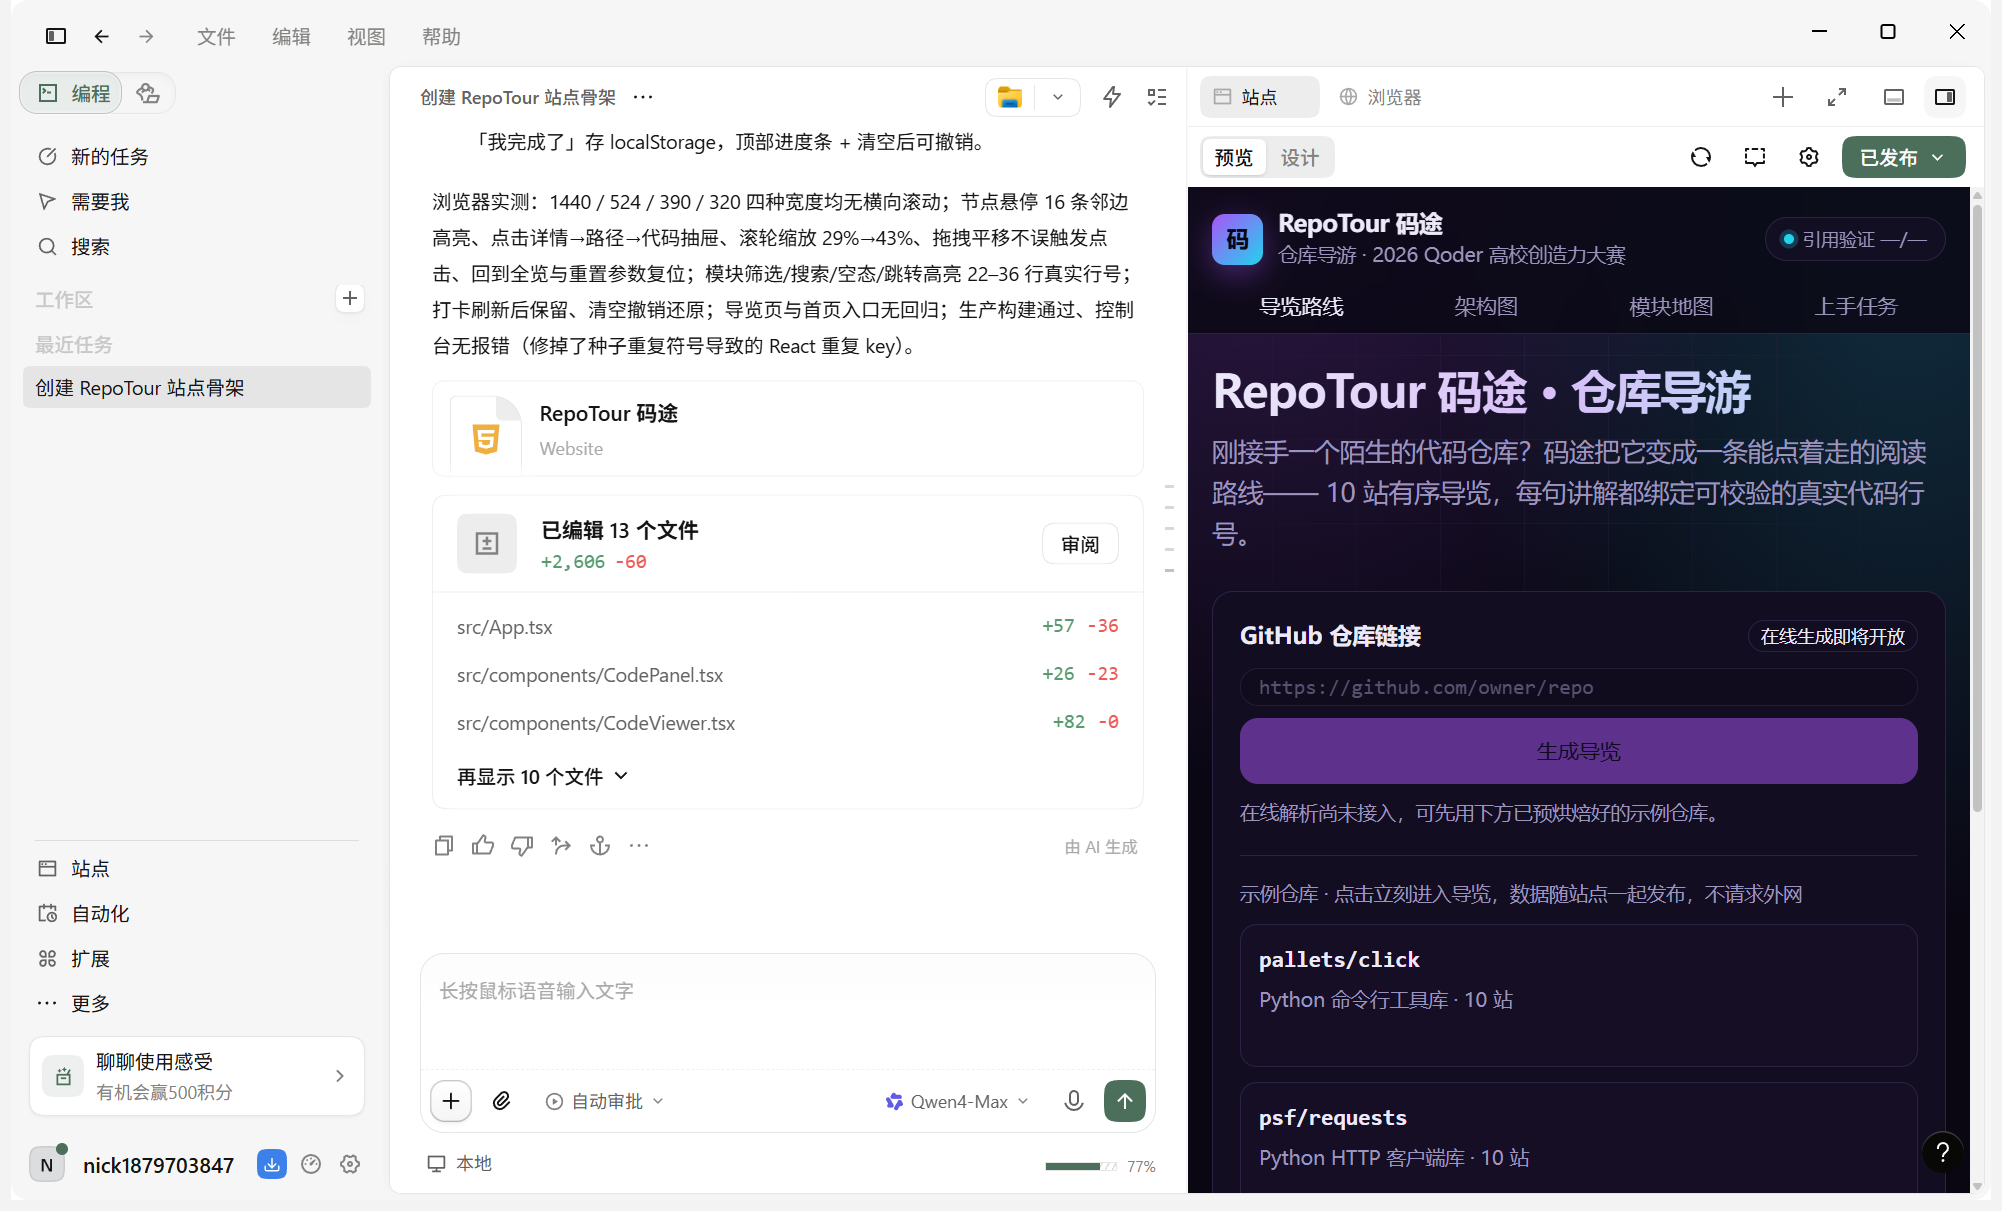 文件
编辑
视图
帮助
编程
新的任务
需要我
搜索
工作区
最近任务
创建 RepoTour 站点骨架
站点
自动化
扩展
更多
聊聊使用感受
有机会赢500积分
N
nick1879703847
创建 RepoTour 站点骨架
「我完成了」存 localStorage，顶部进度条 + 清空后可撤销。
浏览器实测：1440 / 524 / 390 / 320 四种宽度均无横向滚动；节点悬停 16 条邻边
高亮、点击详情→路径→代码抽屉、滚轮缩放 29%→43%、拖拽平移不误触发点
击、回到全览与重置参数复位；模块筛选/搜索/空态/跳转高亮 22–36 行真实行号；
打卡刷新后保留、清空撤销还原；导览页与首页入口无回归；生产构建通过、控制
台无报错（修掉了种子重复符号导致的 React 重复 key）。
RepoTour 码途
Website
已编辑 13 个文件
+2,606 -60
审阅
src/App.tsx +57 -36
src/components/CodePanel.tsx +26 -23
src/components/CodeViewer.tsx +82 -0
再显示 10 个文件
由 AI 生成
长按鼠标语音输入文字
自动审批
Qwen4-Max
本地
77%
站点
浏览器
预览
设计
已发布
码
RepoTour 码途
仓库导游 · 2026 Qoder 高校创造力大赛
引用验证 —/—
导览路线
架构图
模块地图
上手任务
RepoTour 码途 • 仓库导游
刚接手一个陌生的代码仓库？码途把它变成一条能点着走的阅读
路线—— 10 站有序导览，每句讲解都绑定可校验的真实代码行
号。
GitHub 仓库链接
在线生成即将开放
https://github.com/owner/repo
生成导览
在线解析尚未接入，可先用下方已预烘焙好的示例仓库。
示例仓库 · 点击立刻进入导览，数据随站点一起发布，不请求外网
pallets/click
Python 命令行工具库 · 10 站
psf/requests
Python HTTP 客户端库 · 10 站
?